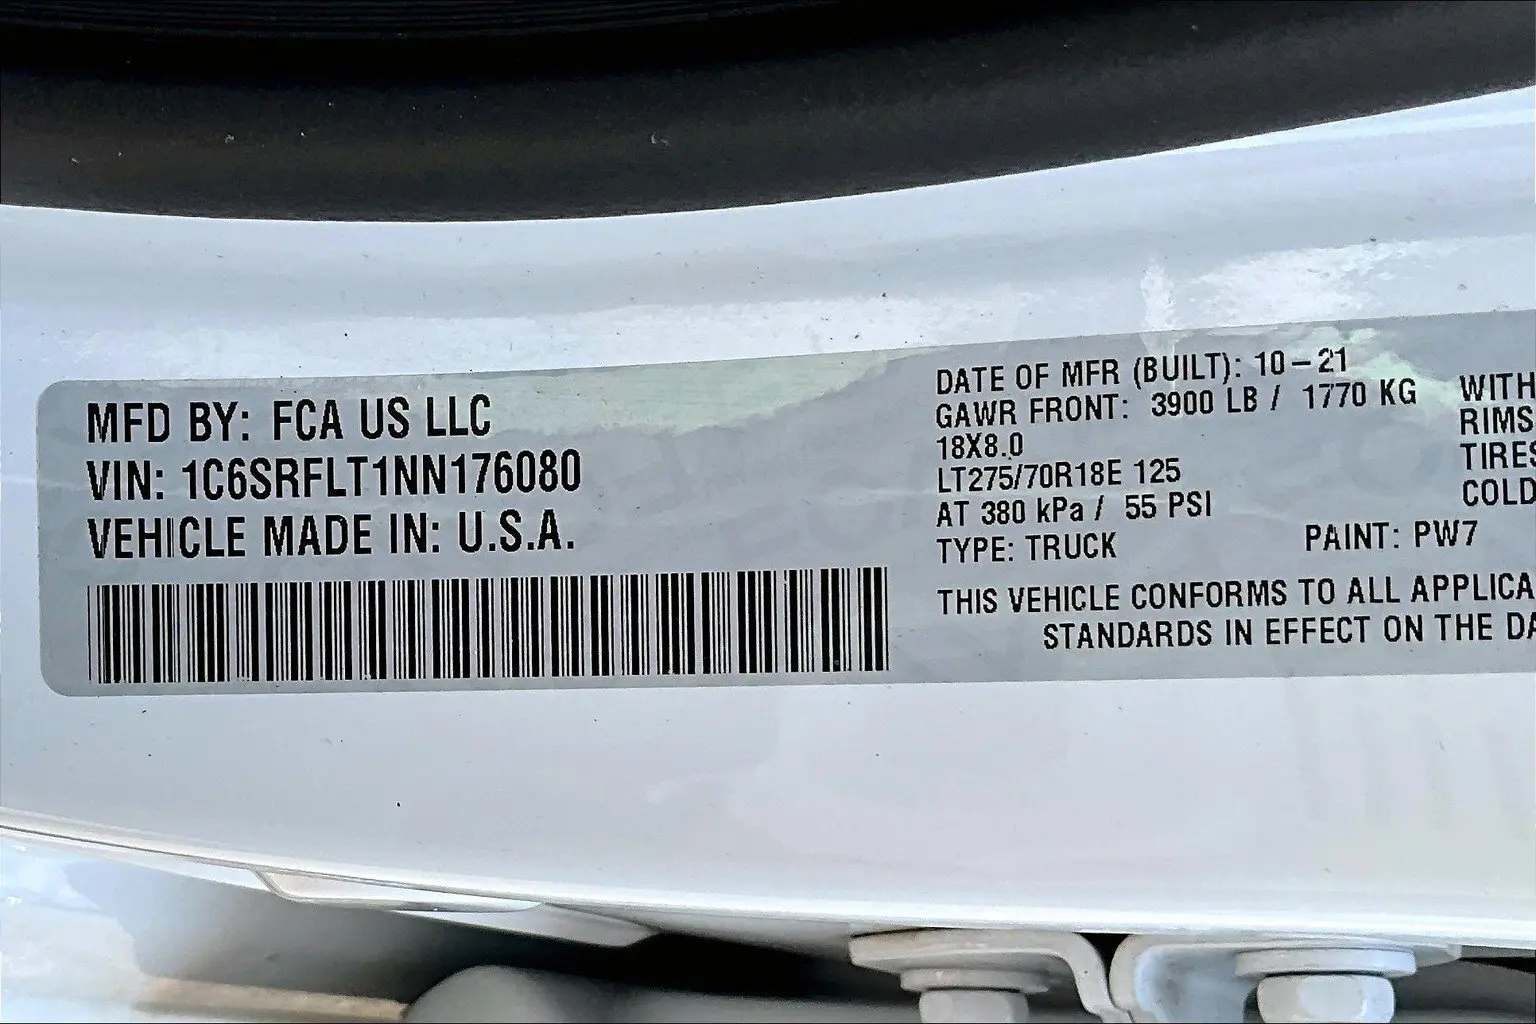 MFD BY: FCA US LLC
VIN: 1C6SRFLT1NN176080
VEHICLE MADE IN: U.S.A.
DATE OF MFR (BUILT): 10-21
GAWR FRONT: 3900 LB / 1770 KG
18X8.0
LT275/70R18E 125
AT 380 kPa / 55 PSI
TYPE: TRUCK
PAINT: PW7
WITH
RIMS
TIRES
COLD
THIS VEHICLE CONFORMS TO ALL APPLICA
STANDARDS IN EFFECT ON THE DA